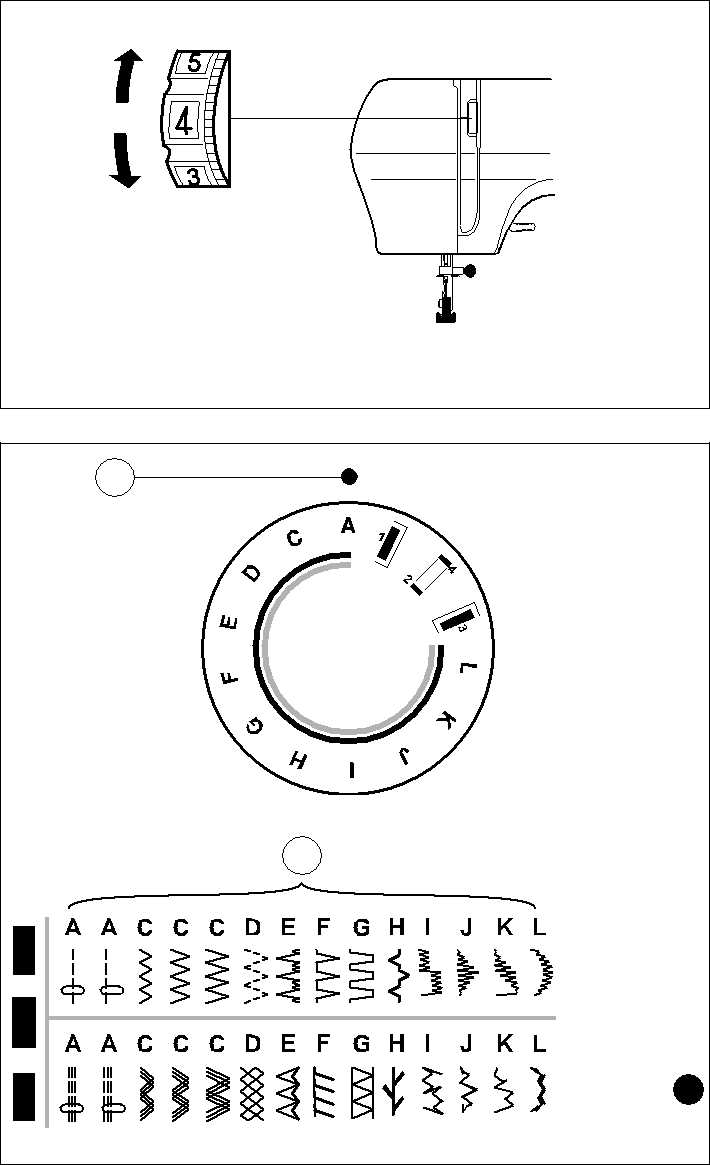 5
4
3
A
1
2
4
3
L
K
J
I
H
G
F
E
D
C
A A C C C D E F G H I J K L
A A C C C D E F G H I J K L